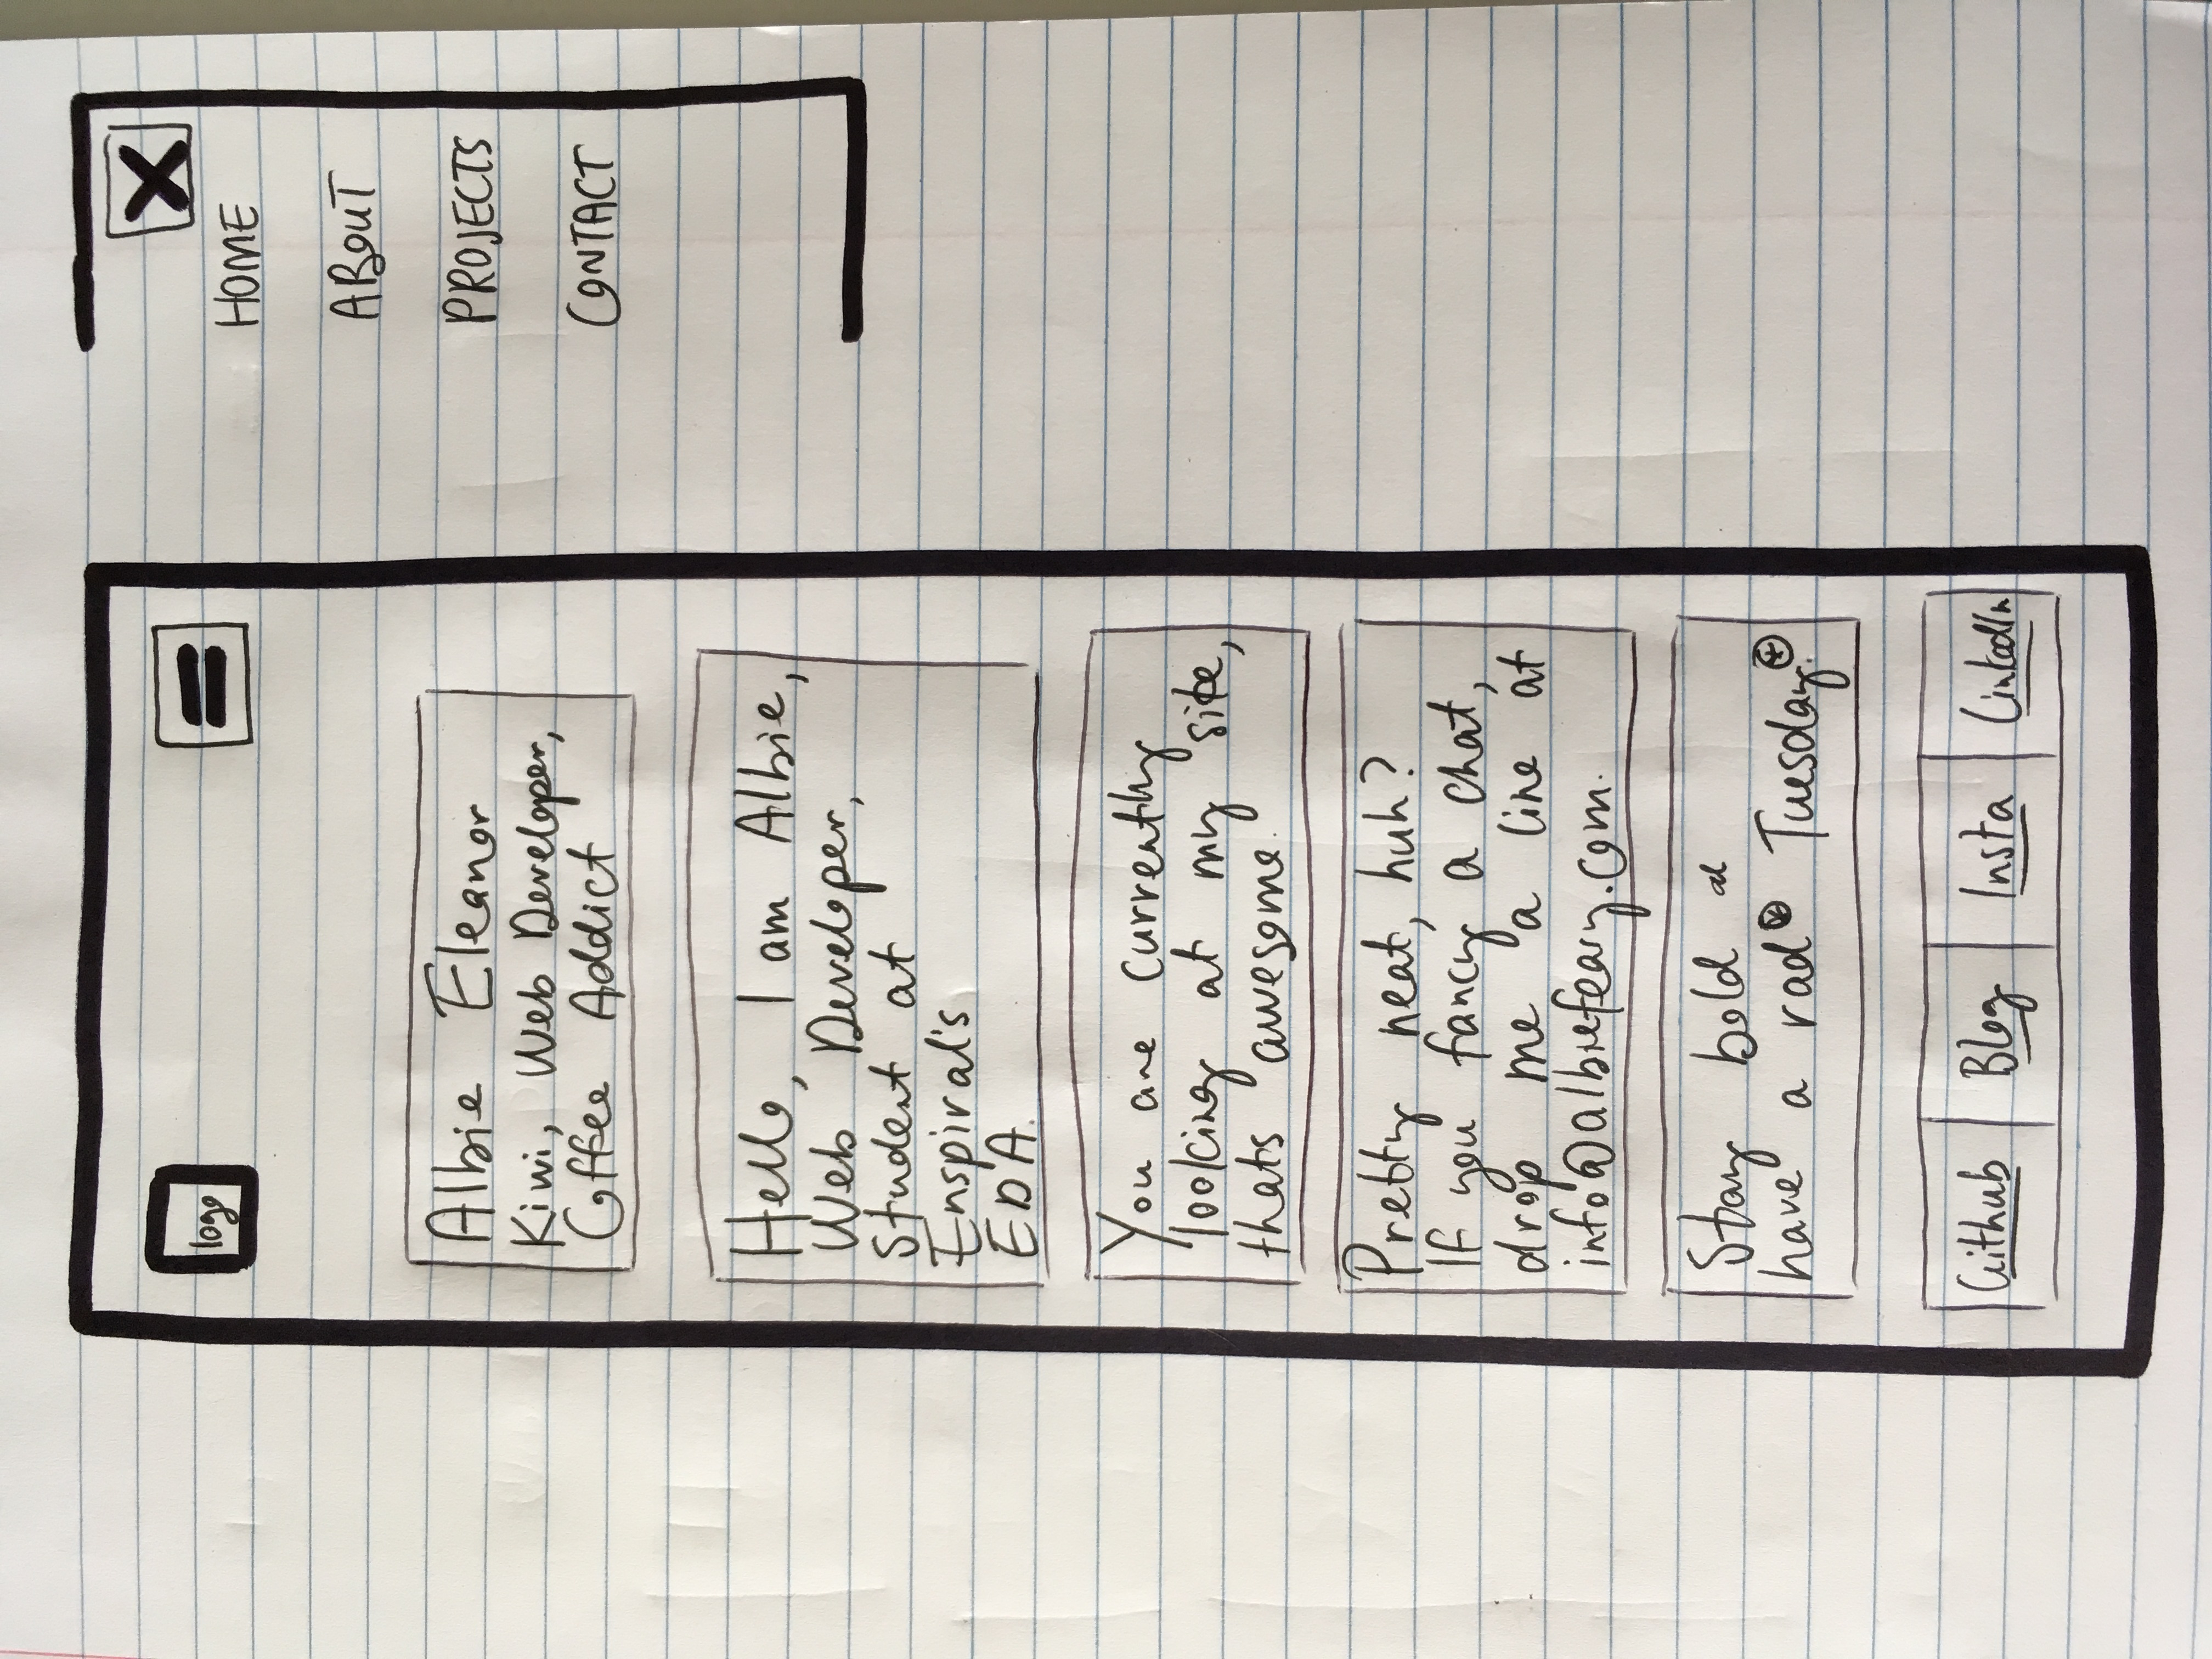 logo
Albie Eleanor
Kiwi, Web Developer,
Coffee Addict
Hello, I am Albie,
Web Developer,
Student at
Enspiral's
EDA.
You are currently
looking at my site,
thats awesome.
Pretty neat, huh?
If you fancy a chat,
drop me a line at
info@albiefeary.com.
Stay bold
have a rad* Tuesday.*
Github Blog Insta LinkedIn
X
HOME
ABOUT
PROJECTS
CONTACT